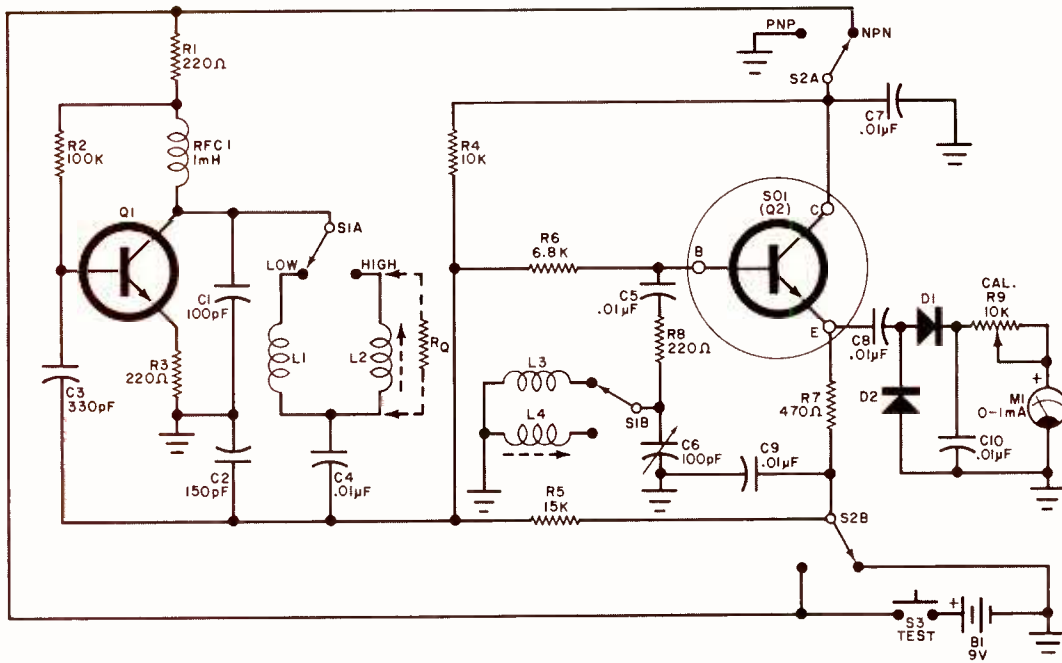 R1
220Ω
R2
100K
RFC1
1mH
Q1
S1A
LOW
HIGH
C1
100pF
L1
L2
RQ
R3
220Ω
C3
330pF
C2
150pF
C4
.01µF
PNP
NPN
S2A
C7
.01µF
R4
10K
SO1
(Q2)
C
B
E
R6
6.8K
C5
.01µF
R8
220Ω
L3
L4
S1B
C6
100pF
C9
.01µF
R7
470Ω
C8
.01µF
D1
D2
CAL.
R9
10K
+
M1
0-1mA
C10
.01µF
R5
15K
S2B
S3
TEST
+
B1
9V